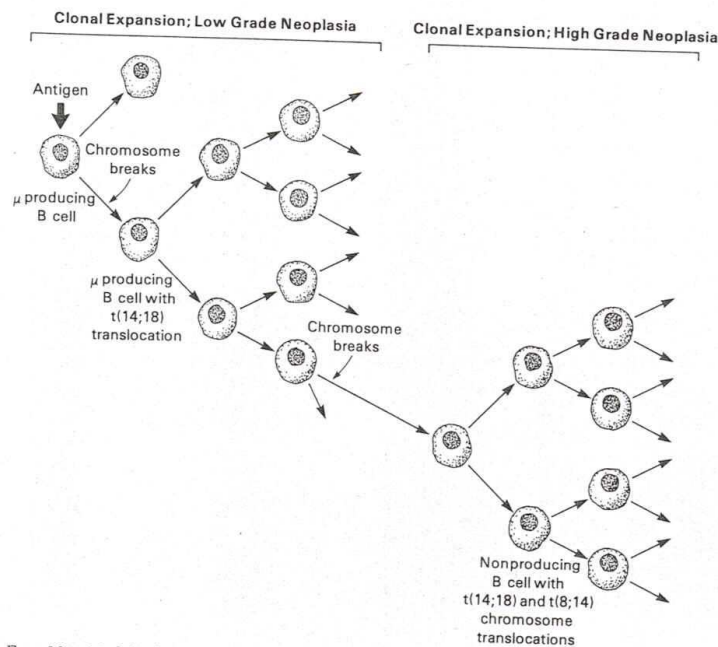 Clonal Expansion; Low Grade Neoplasia
Clonal Expansion; High Grade Neoplasia
Antigen
Chromosome
breaks
μ producing
B cell
μ producing
B cell with
t(14;18)
translocation
Chromosome
breaks
Nonproducing
B cell with
t(14;18) and t(8;14)
chromosome
translocations